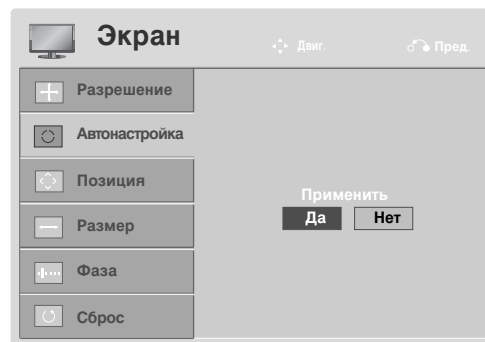 Экран
Двиг.
Пред.
Разрешение
Автонастройка
Позиция
Размер
Фаза
Сброс
Применить
Да
Нет